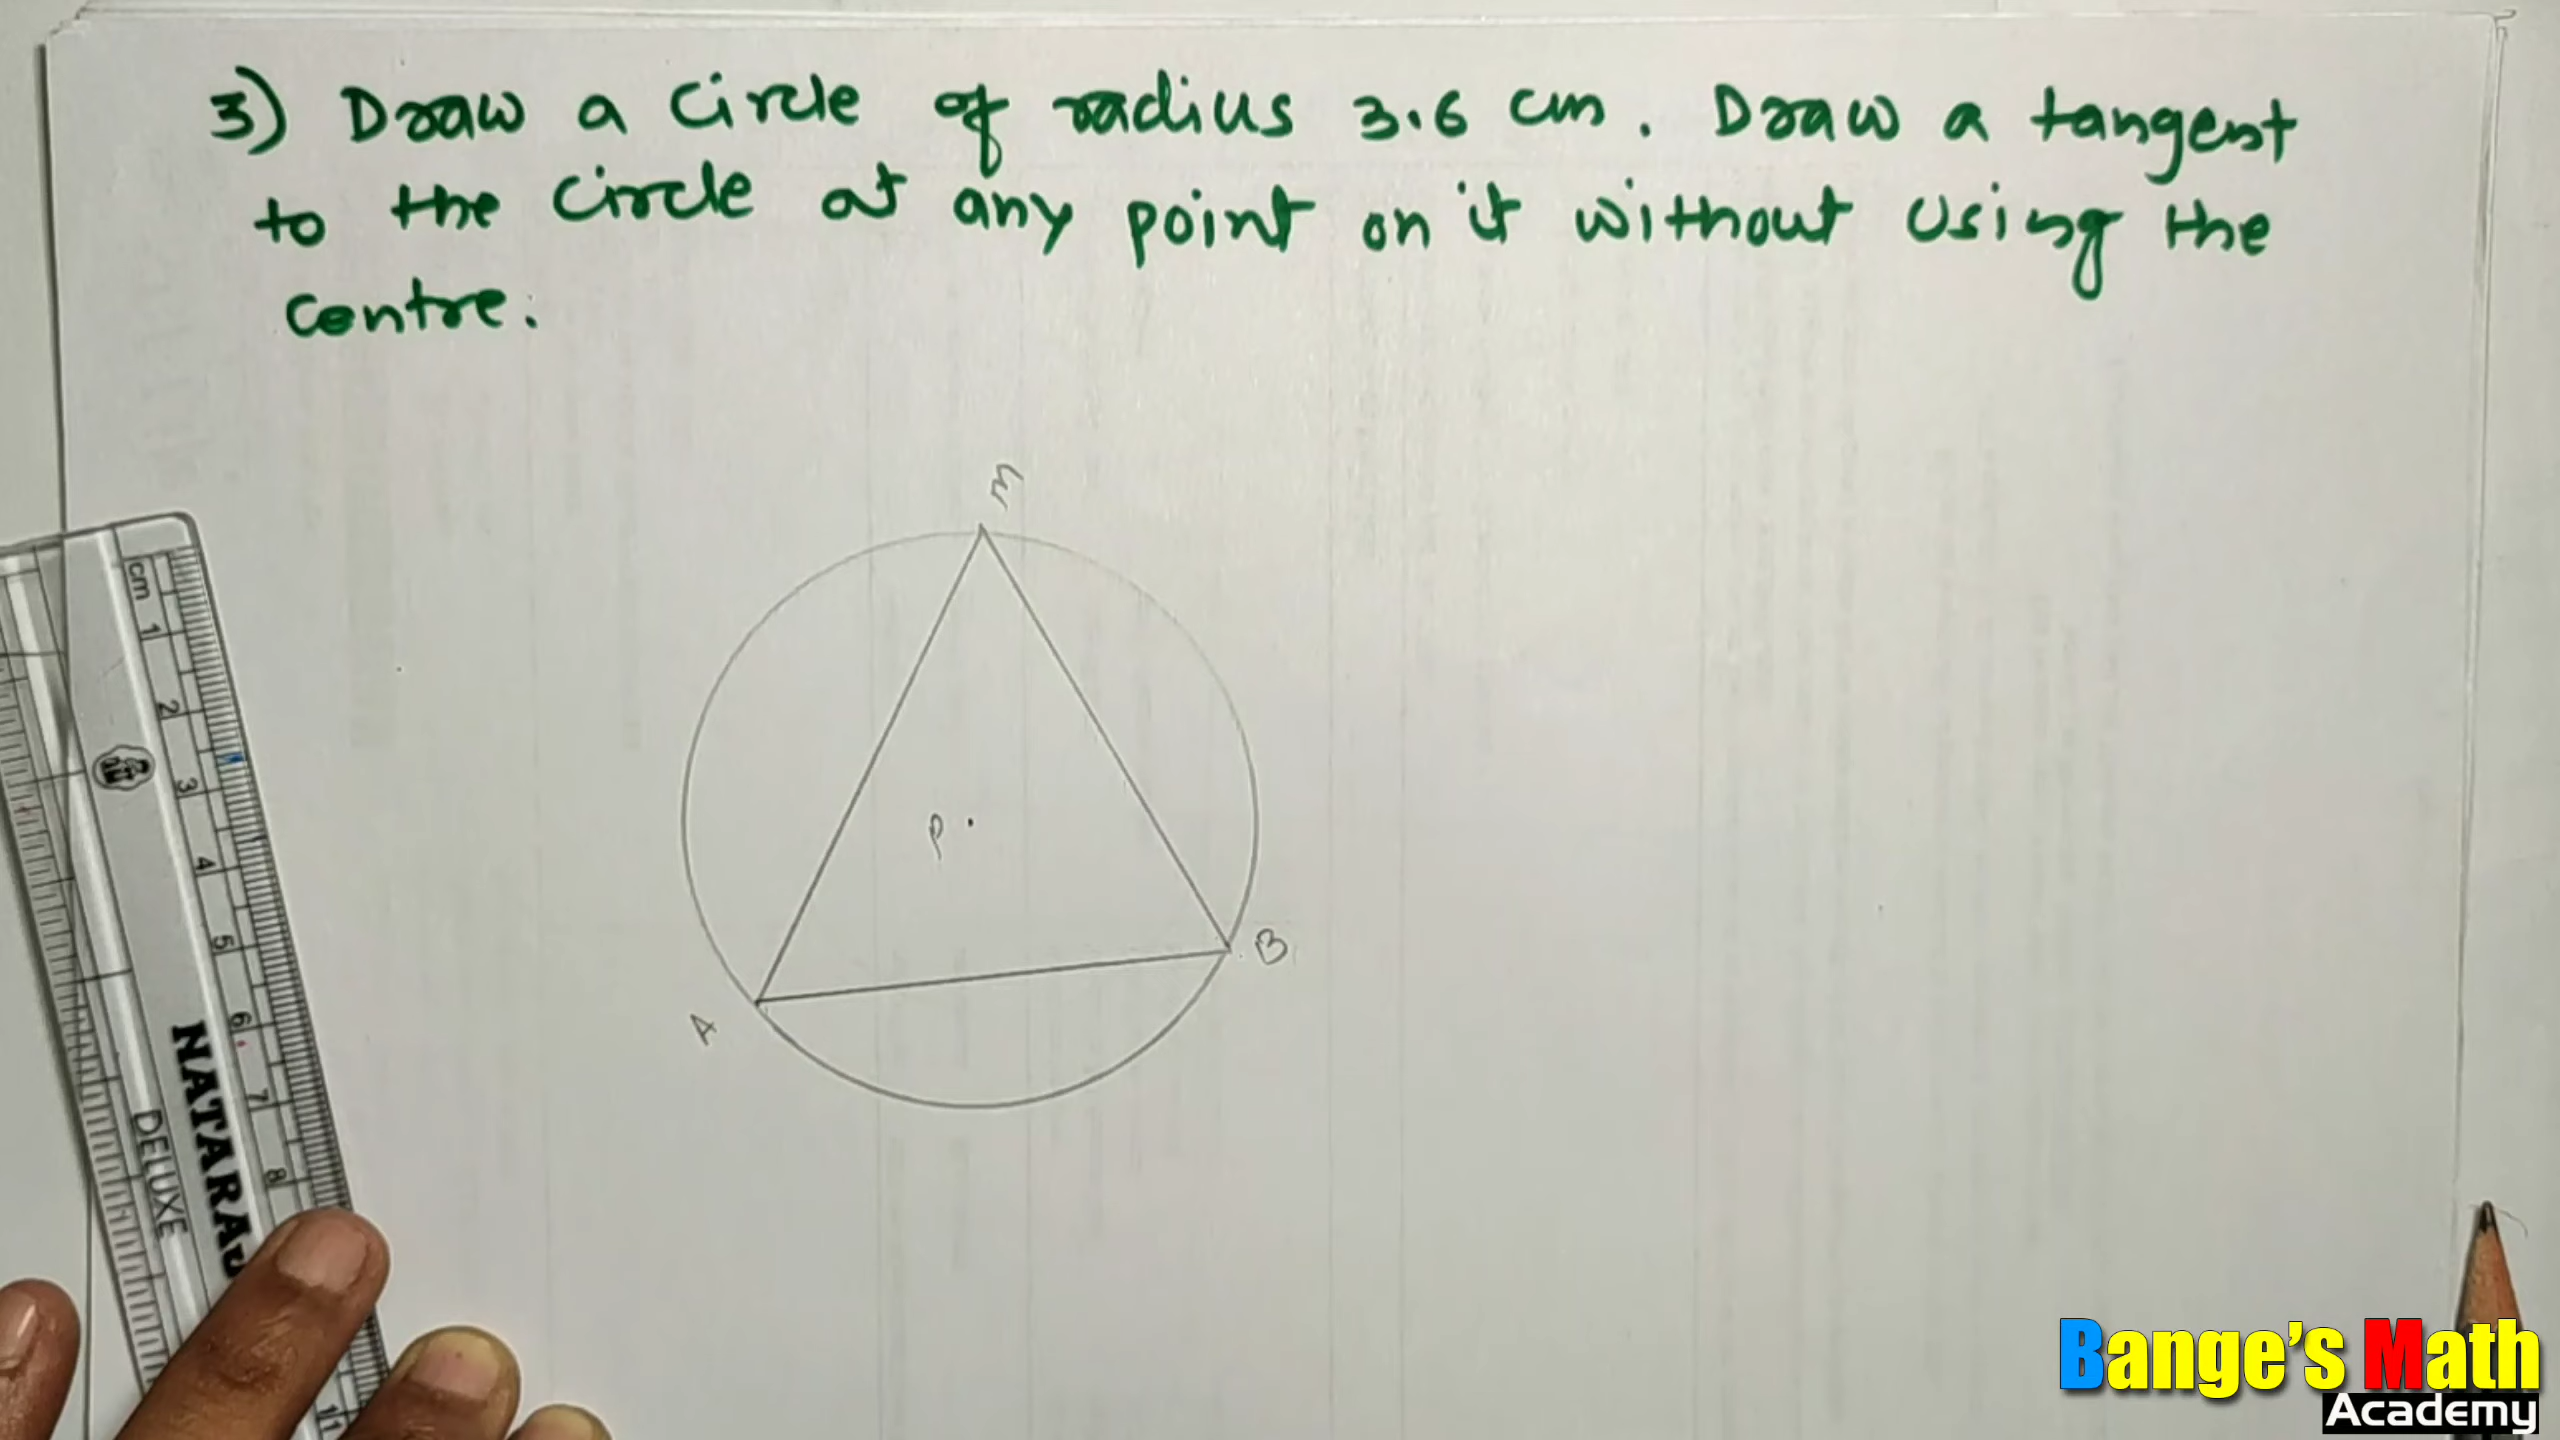 3) Draw a circle of radius 3.6 cm. Draw a tangent
to the circle at any point on it without using the
centre.
M
P
B
A
cm 1 2 3 4 5 6 7 8 11
NATARAJ
DELUXE
Bange's Math
Academy